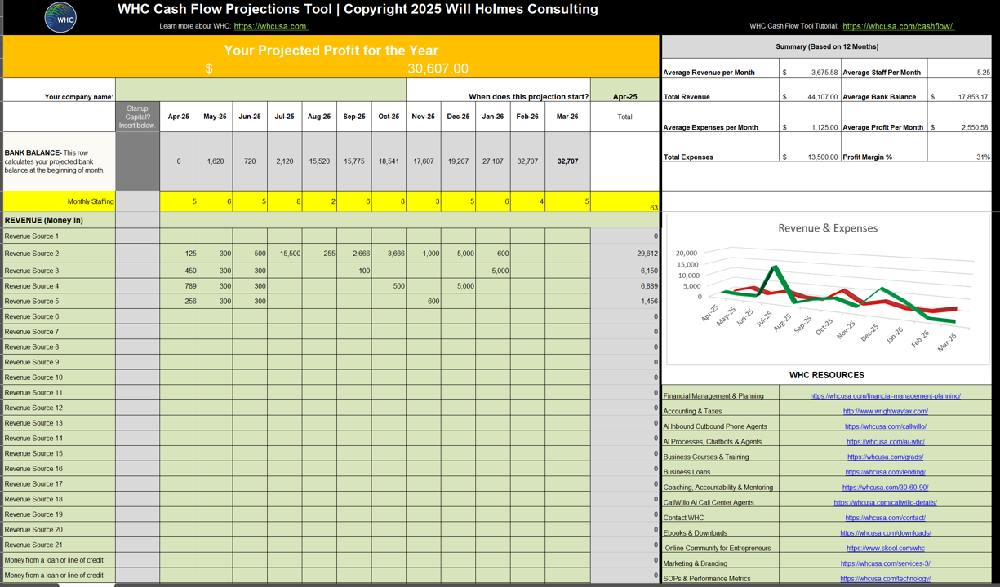 WHC
WHC Cash Flow Projections Tool | Copyright 2025 Will Holmes Consulting
Learn more about WHC: https://whcusa.com
WHC Cash Flow Tool Tutorial: https://whcusa.com/cashflow/
Your Projected Profit for the Year
$ 30,607.00
Your company name: When does this projection start? Apr-25
Startup Capital? Insert below. Apr-25 May-25 Jun-25 Jul-25 Aug-25 Sep-25 Oct-25 Nov-25 Dec-25 Jan-26 Feb-26 Mar-26 Total
BANK BALANCE- This row calculates your projected bank balance at the beginning of month. 0 1,620 720 2,120 15,520 15,775 18,541 17,607 19,207 27,107 32,707 32,707
Monthly Staffing 5 6 5 8 2 6 8 3 5 6 4 5 63
REVENUE (Money In)
Revenue Source 1 0
Revenue Source 2 125 300 500 15,500 255 2,666 3,666 1,000 5,000 600 29,612
Revenue Source 3 450 300 300 100 5,000 6,150
Revenue Source 4 789 300 300 500 5,000 6,889
Revenue Source 5 256 300 300 600 1,456
Revenue Source 6 0
Revenue Source 7 0
Revenue Source 8 0
Revenue Source 9 0
Revenue Source 10 0
Revenue Source 11 0
Revenue Source 12 0
Revenue Source 13 0
Revenue Source 14 0
Revenue Source 15 0
Revenue Source 16 0
Revenue Source 17 0
Revenue Source 18 0
Revenue Source 19 0
Revenue Source 20 0
Revenue Source 21 0
Money from a loan or line of credit 0
Money from a loan or line of credit 0
Summary (Based on 12 Months)
Average Revenue per Month $ 3,675.58 Average Staff Per Month 5.25
Total Revenue $ 44,107.00 Average Bank Balance $ 17,853.17
Average Expenses per Month $ 1,125.00 Average Profit Per Month $ 2,550.58
Total Expenses $ 13,500.00 Profit Margin % 31%
Revenue & Expenses
20,000
15,000
10,000
5,000
0
Apr-25 May-25 Jun-25 Jul-25 Aug-25 Sep-25 Oct-25 Nov-25 Dec-25 Jan-26 Feb-26 Mar-26
WHC RESOURCES
Financial Management & Planning https://whcusa.com/financial-management-planning/
Accounting & Taxes http://www.wrightwaytax.com/
AI Inbound Outbound Phone Agents https://whcusa.com/callwillo/
AI Processes, Chatbots & Agents https://whcusa.com/ai-whc/
Business Courses & Training https://whcusa.com/grads/
Business Loans https://whcusa.com/lending/
Coaching, Accountability & Mentoring https://whcusa.com/30-60-90/
CallWillo AI Call Center Agents https://whcusa.com/callwillo-details/
Contact WHC https://whcusa.com/contact/
Ebooks & Downloads https://whcusa.com/downloads/
Online Community for Entrepreneurs https://www.skool.com/whc
Marketing & Branding https://whcusa.com/services-3/
SOPs & Performance Metrics https://whcusa.com/technology/